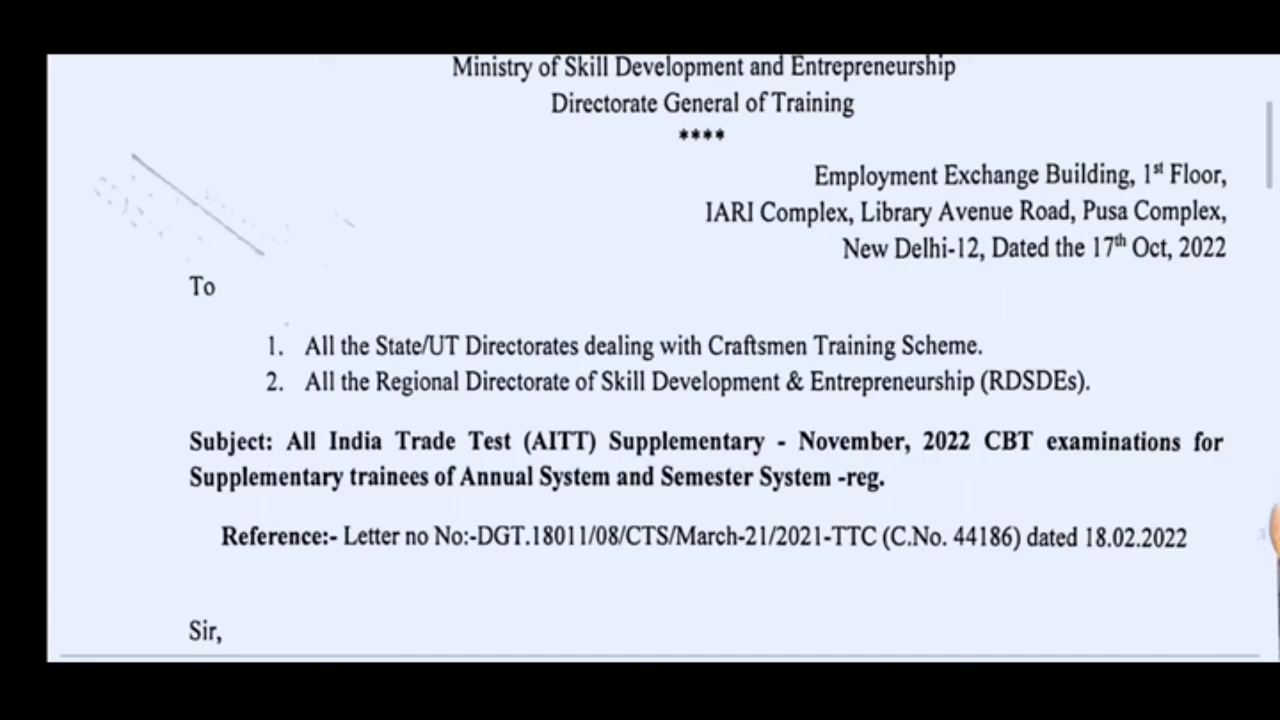 Ministry of Skill Development and Entrepreneurship
Directorate General of Training
****
Employment Exchange Building, 1st Floor,
IARI Complex, Library Avenue Road, Pusa Complex,
New Delhi-12, Dated the 17th Oct, 2022
To
1. All the State/UT Directorates dealing with Craftsmen Training Scheme.
2. All the Regional Directorate of Skill Development & Entrepreneurship (RDSDEs).
Subject: All India Trade Test (AITT) Supplementary - November, 2022 CBT examinations for
Supplementary trainees of Annual System and Semester System -reg.
Reference:- Letter no No:-DGT.18011/08/CTS/March-21/2021-TTC (C.No. 44186) dated 18.02.2022
Sir,